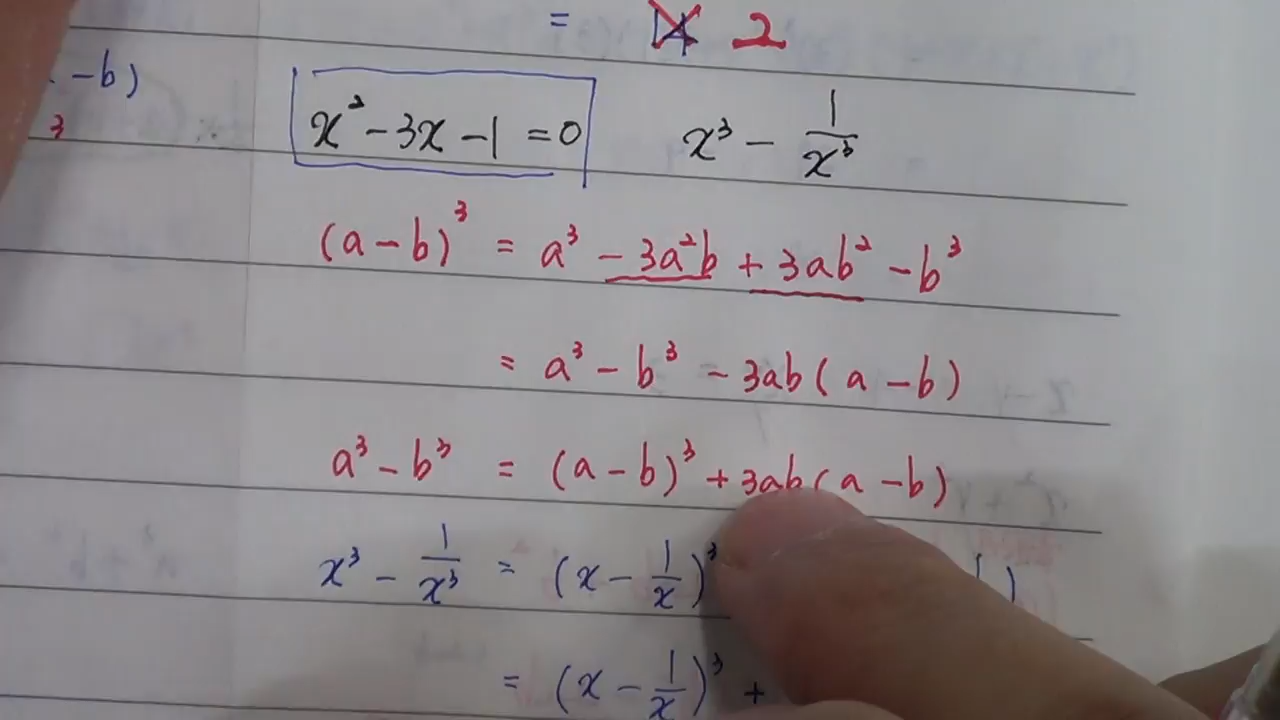 = 2
-b)
3
x² - 3x - 1 = 0 x³ - 1/x³
(a - b)³ = a³ - 3a²b + 3ab² - b³
= a³ - b³ - 3ab(a - b)
a³ - b³ = (a - b)³ + 3ab(a - b)
x³ - 1/x³ = (x - 1/x)³ )
= (x - 1/x)³ +